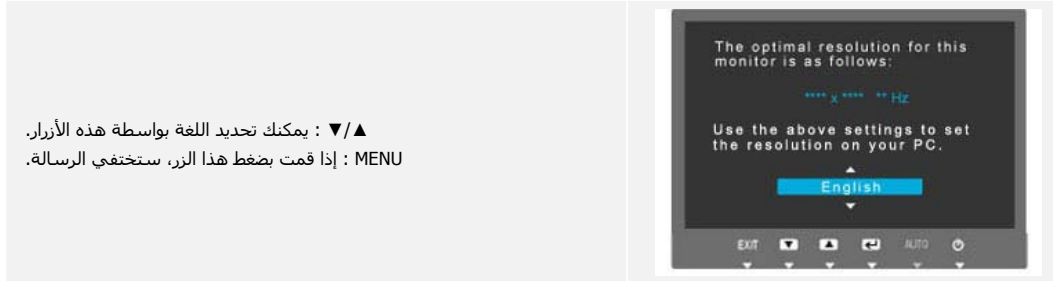 ▲/▼ : يمكنك تحديد اللغة بواسطة هذه الأزرار.
MENU : إذا قمت بضغط هذا الزر، ستختفي الرسالة.
The optimal resolution for this
monitor is as follows:
**** x **** ** Hz
Use the above settings to set
the resolution on your PC.
▲
English
▼
EXIT ▼ ▲ AUTO